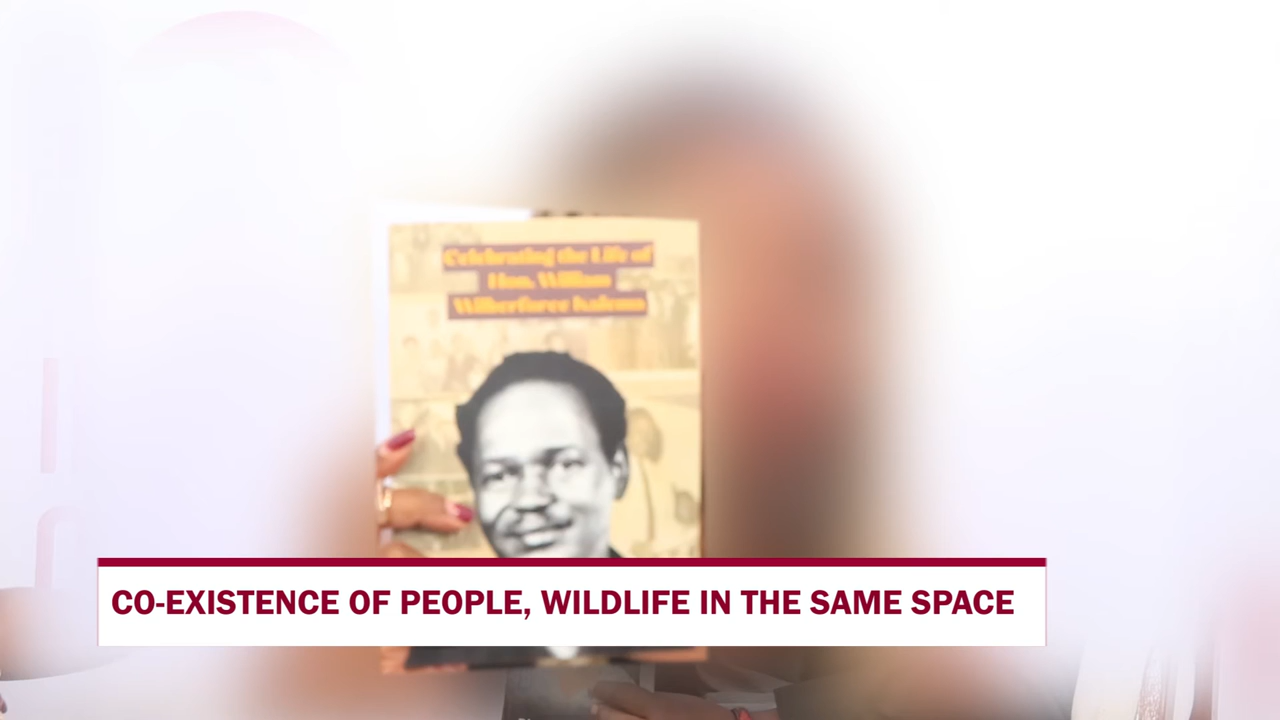 Celebrating the Life of
Hon. William
Wilberforce Kalema
CO-EXISTENCE OF PEOPLE, WILDLIFE IN THE SAME SPACE